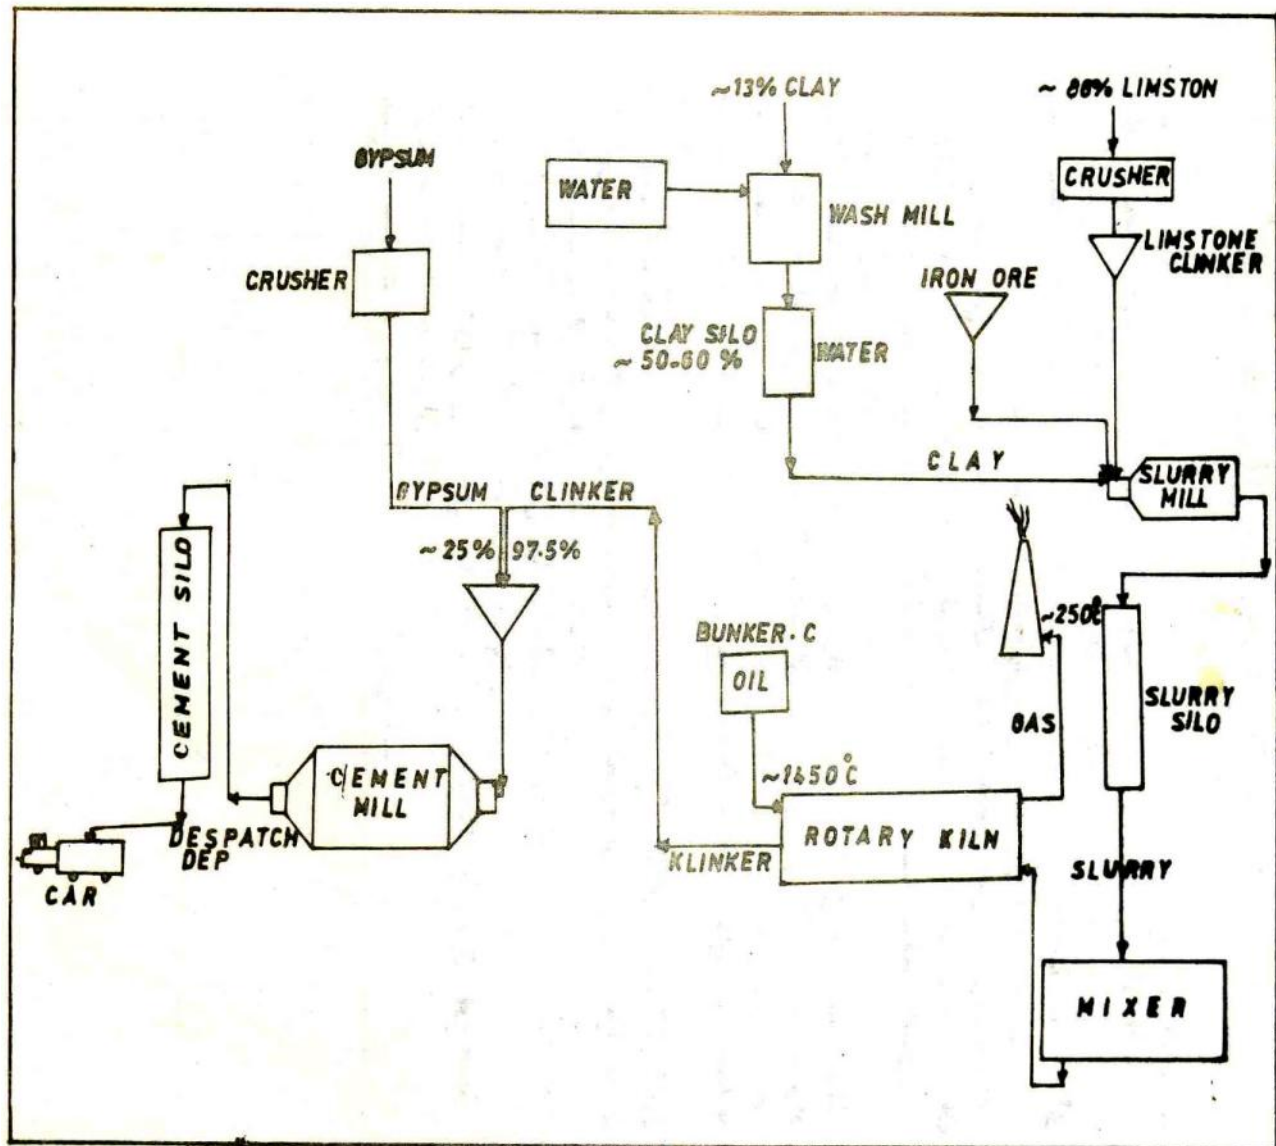 ~13% CLAY
~ 86% LIMSTON
GYPSUM
WATER
CRUSHER
WASH MILL
LIMSTONE
CLINKER
CRUSHER
IRON ORE
CLAY SILO
~ 50-60 %
WATER
CLAY
SLURRY
MILL
GYPSUM
CLINKER
~25%
97.5%
CEMENT SILO
BUNKER. C
OIL
~250°C
SLURRY
SILO
GAS
~1450°C
CEMENT
MILL
ROTARY KILN
DESPATCH
DEP
KLINKER
SLURRY
CAR
MIXER